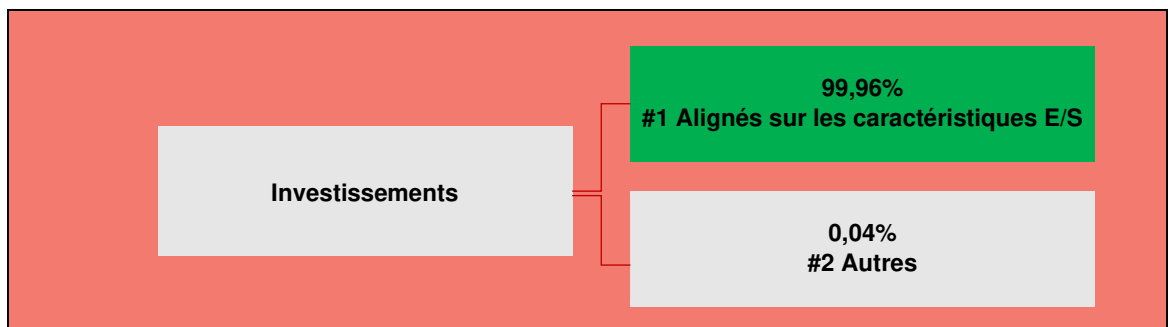 Investissements
99,96%
#1 Alignés sur les caractéristiques E/S
0,04%
#2 Autres